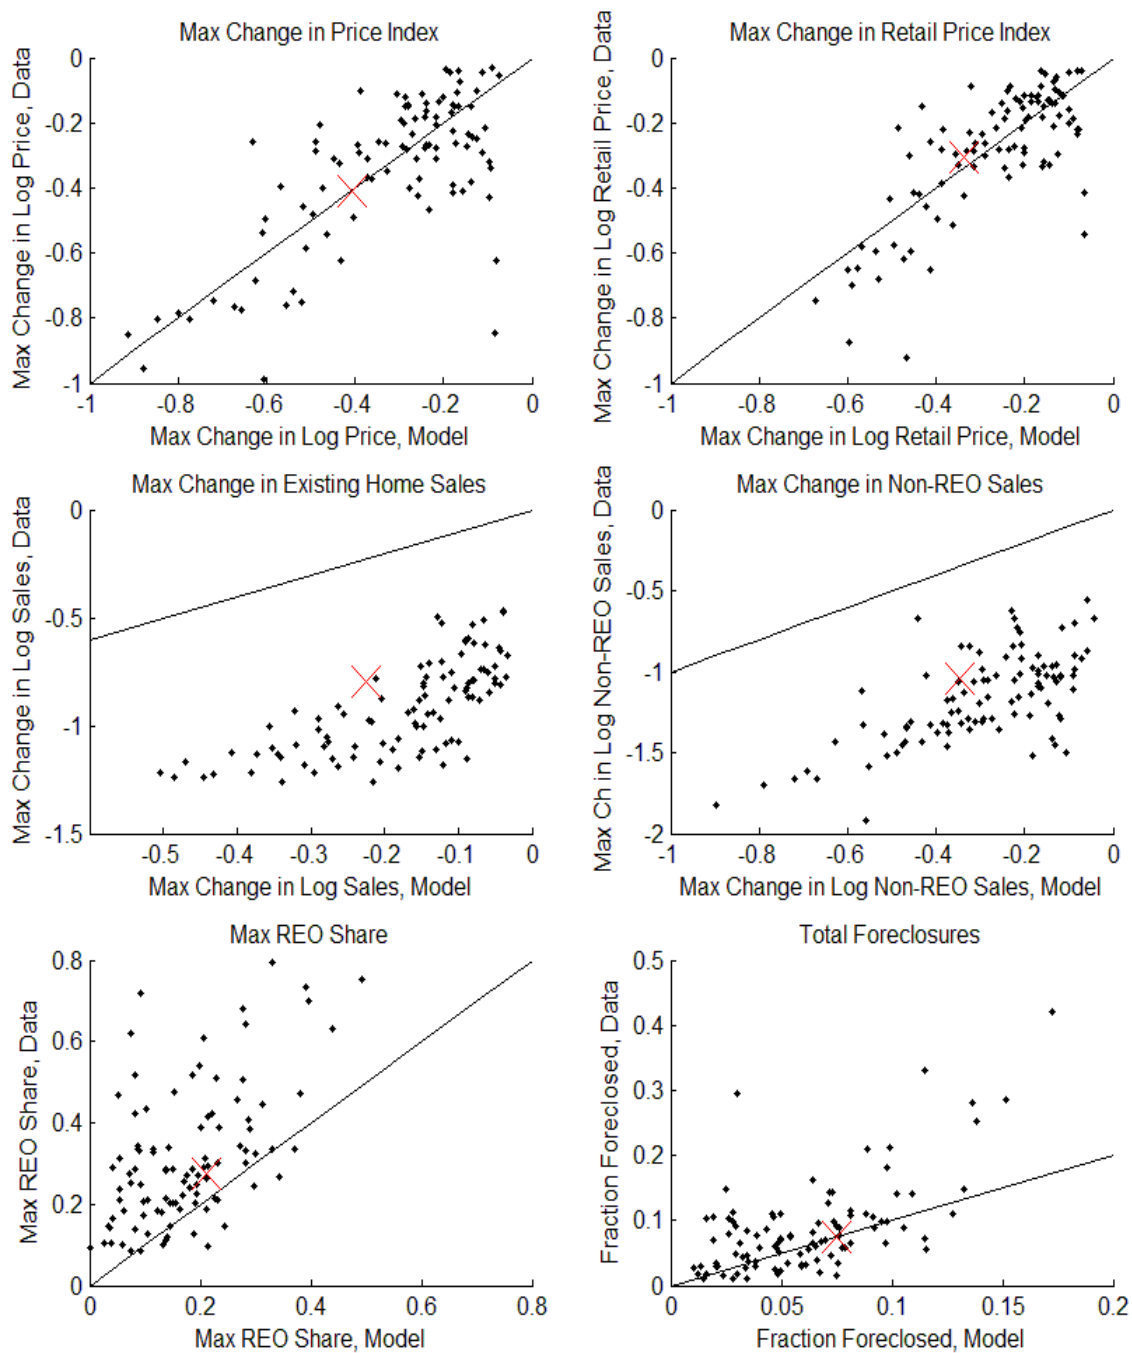 Max Change in Price Index
Max Change in Log Price, Data
0
-0.2
-0.4
-0.6
-0.8
-1
-1 -0.8 -0.6 -0.4 -0.2 0
Max Change in Log Price, Model
Max Change in Retail Price Index
Max Change in Log Retail Price, Data
0
-0.2
-0.4
-0.6
-0.8
-1
-1 -0.8 -0.6 -0.4 -0.2 0
Max Change in Log Retail Price, Model
Max Change in Existing Home Sales
Max Change in Log Sales, Data
0
-0.5
-1
-1.5
-0.5 -0.4 -0.3 -0.2 -0.1 0
Max Change in Log Sales, Model
Max Change in Non-REO Sales
Max Ch in Log Non-REO Sales, Data
0
-0.5
-1
-1.5
-2
-1 -0.8 -0.6 -0.4 -0.2 0
Max Change in Log Non-REO Sales, Model
Max REO Share
Max REO Share, Data
0.8
0.6
0.4
0.2
0
0 0.2 0.4 0.6 0.8
Max REO Share, Model
Total Foreclosures
Fraction Foreclosed, Data
0.5
0.4
0.3
0.2
0.1
0
0 0.05 0.1 0.15 0.2
Fraction Foreclosed, Model